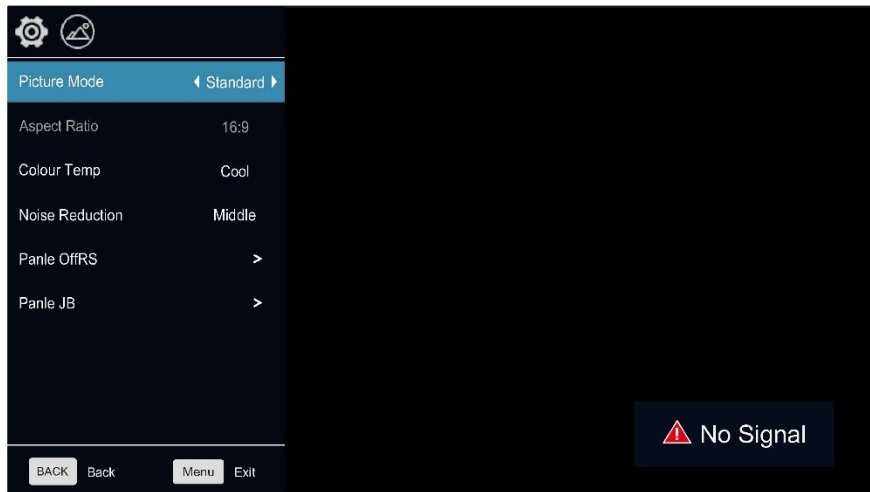 Picture Mode Standard
Aspect Ratio 16:9
Colour Temp Cool
Noise Reduction Middle
Panle OffRS >
Panle JB >
No Signal
BACK Back Menu Exit